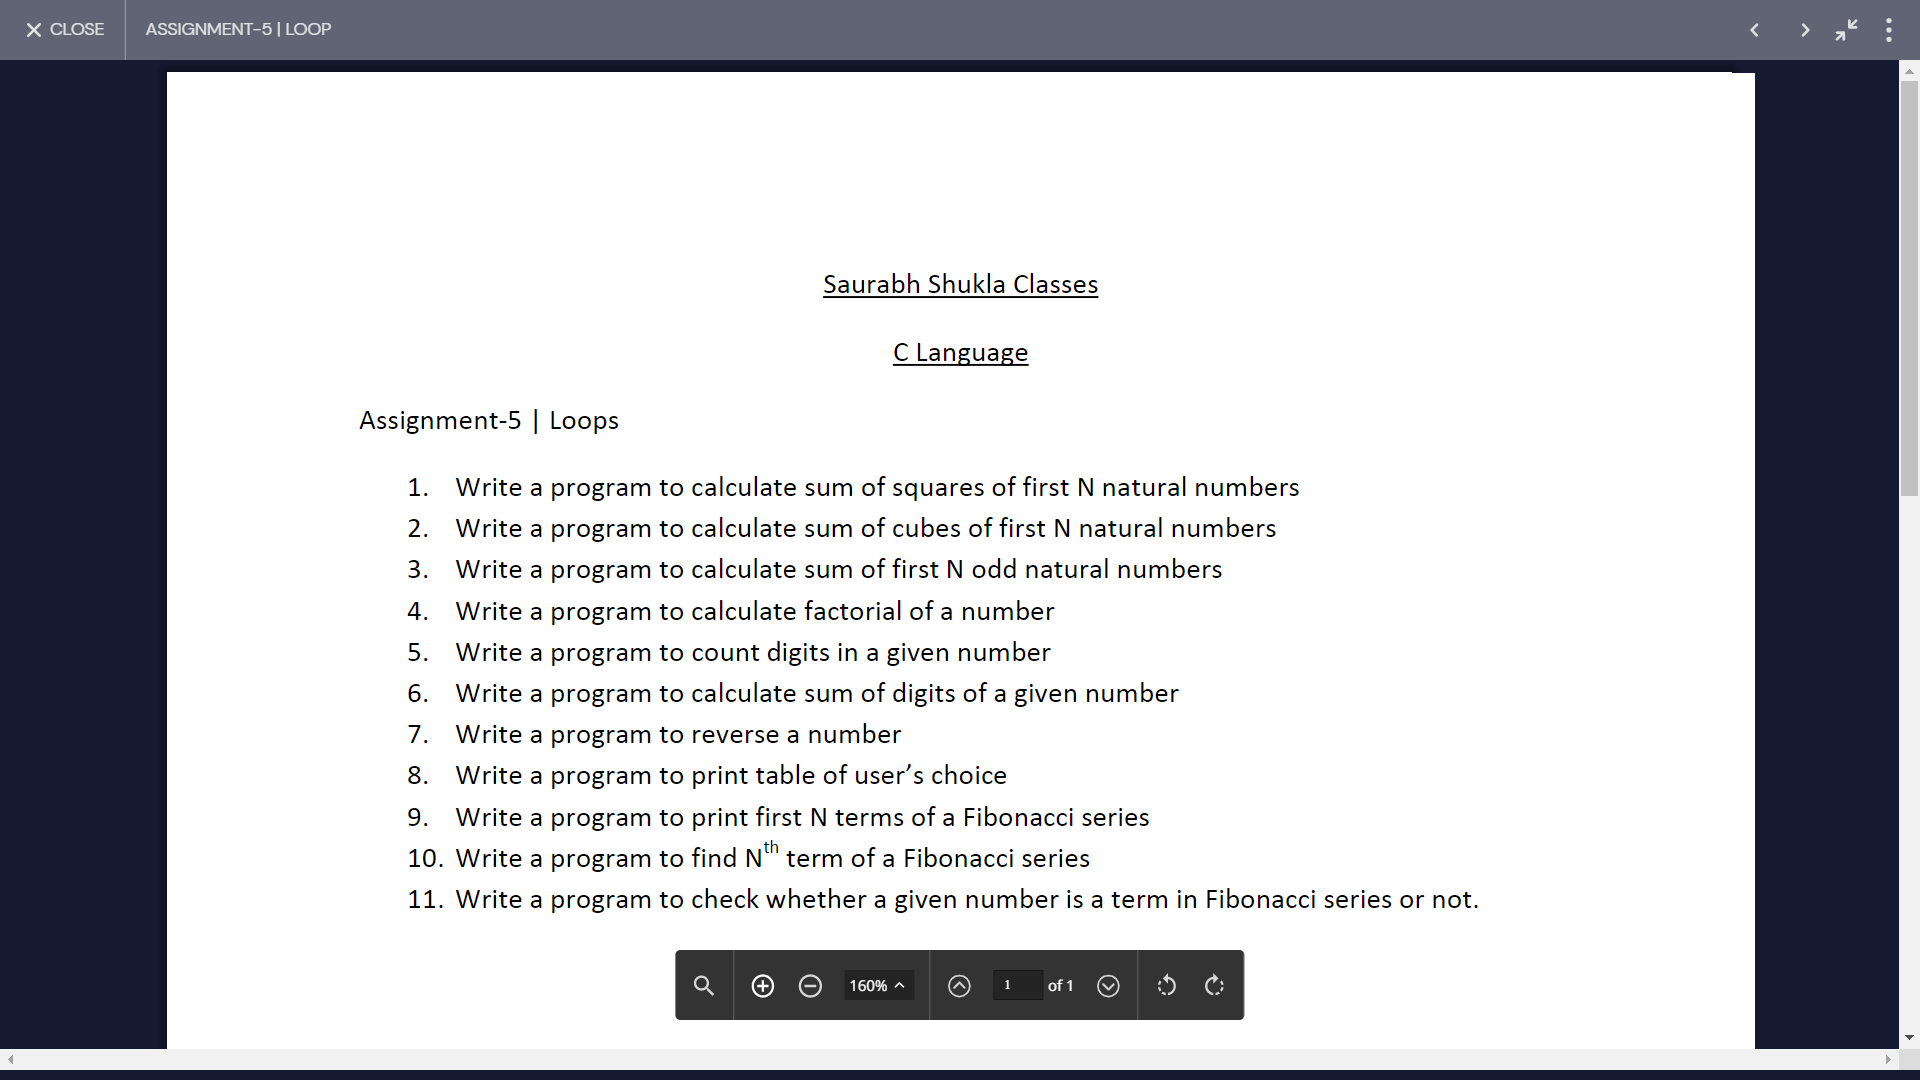 CLOSE
ASSIGNMENT-5 | LOOP
Saurabh Shukla Classes
C Language
Assignment-5 | Loops
1. Write a program to calculate sum of squares of first N natural numbers
2. Write a program to calculate sum of cubes of first N natural numbers
3. Write a program to calculate sum of first N odd natural numbers
4. Write a program to calculate factorial of a number
5. Write a program to count digits in a given number
6. Write a program to calculate sum of digits of a given number
7. Write a program to reverse a number
8. Write a program to print table of user’s choice
9. Write a program to print first N terms of a Fibonacci series
10. Write a program to find Nth term of a Fibonacci series
11. Write a program to check whether a given number is a term in Fibonacci series or not.
160% 1 of 1